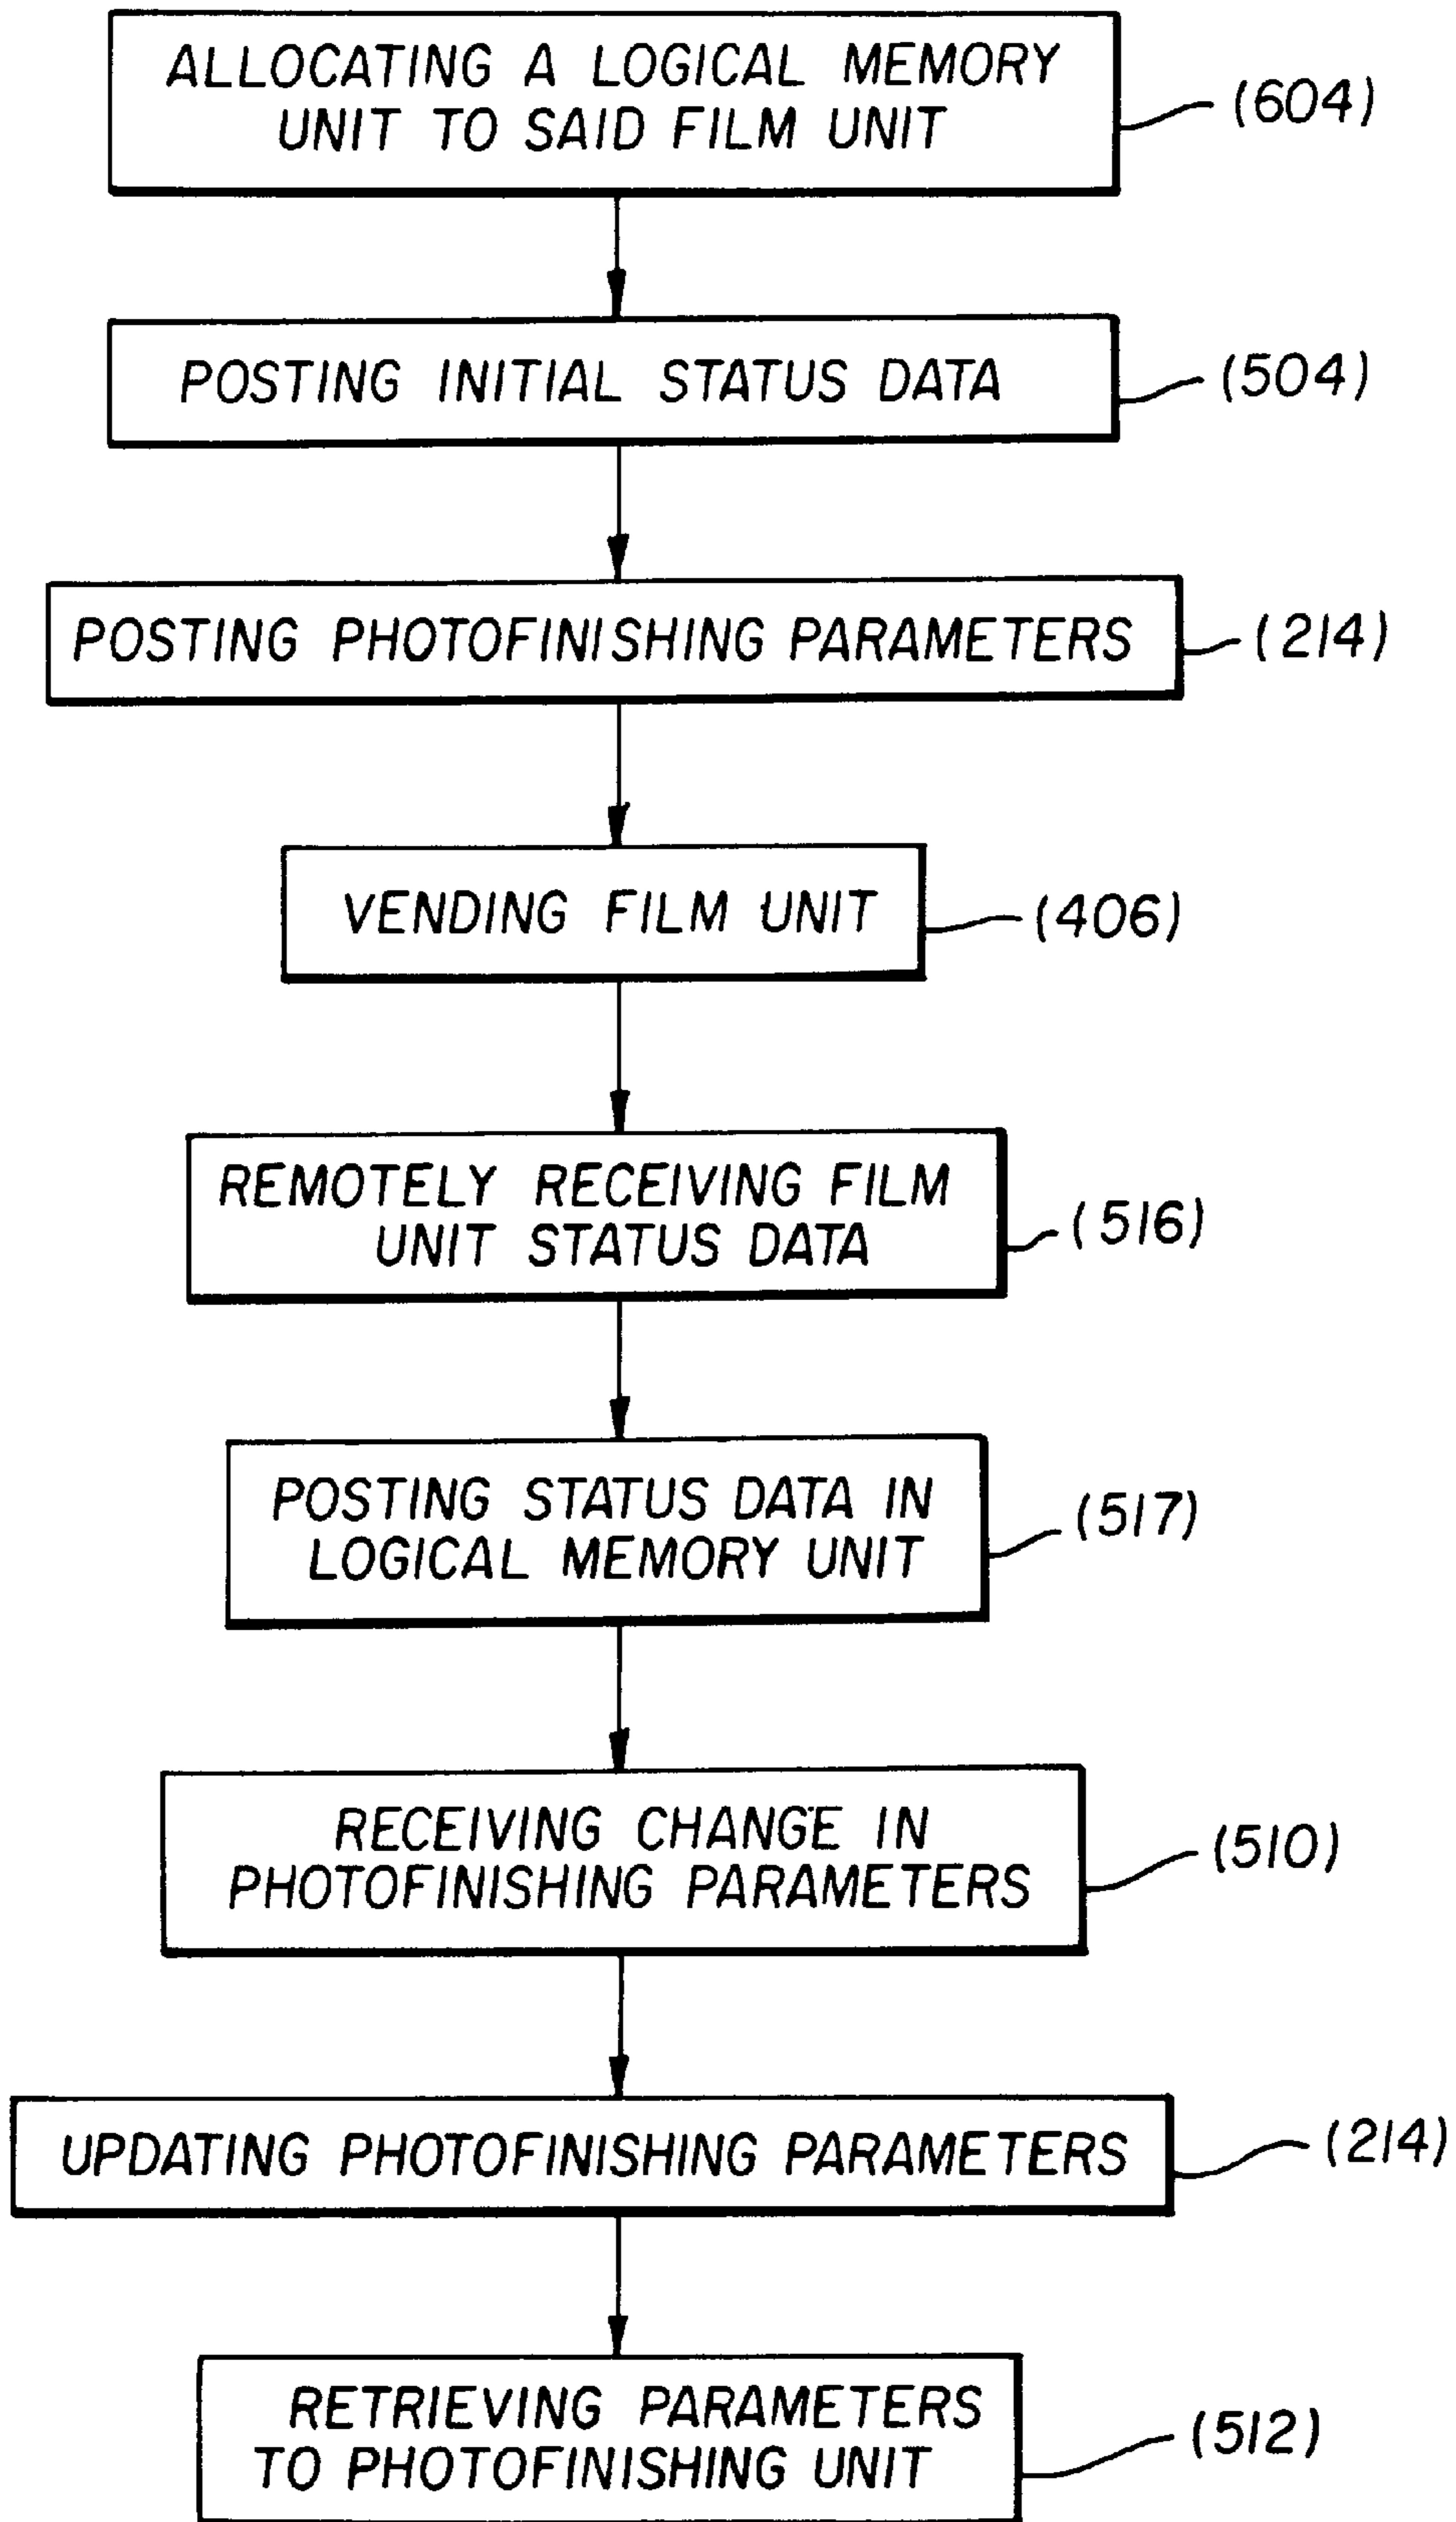 ALLOCATING A LOGICAL MEMORY
UNIT TO SAID FILM UNIT
(604)
POSTING INITIAL STATUS DATA
(504)
POSTING PHOTOFINISHING PARAMETERS
(214)
VENDING FILM UNIT
(406)
REMOTELY RECEIVING FILM
UNIT STATUS DATA
(516)
POSTING STATUS DATA IN
LOGICAL MEMORY UNIT
(517)
RECEIVING CHANGE IN
PHOTOFINISHING PARAMETERS
(510)
UPDATING PHOTOFINISHING PARAMETERS
(214)
RETRIEVING PARAMETERS
TO PHOTOFINISHING UNIT
(512)